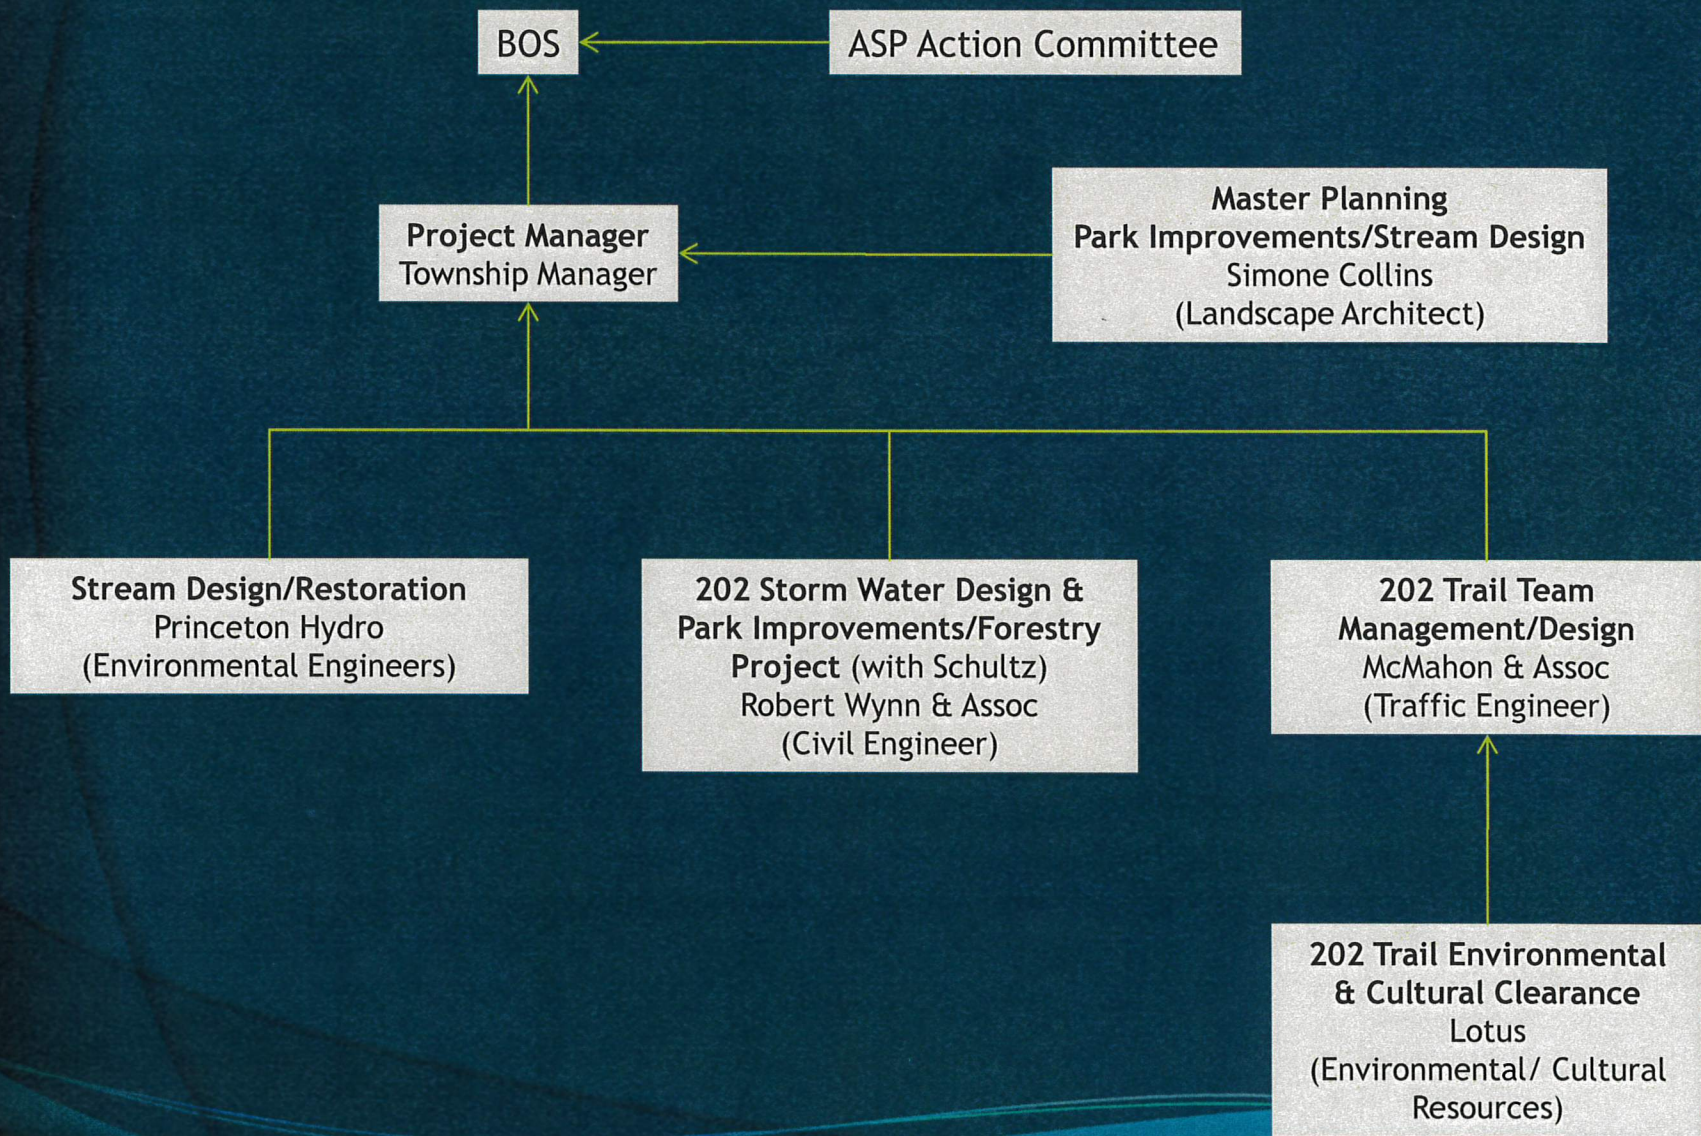 BOS
ASP Action Committee
Master Planning
Park Improvements/Stream Design
Simone Collins
(Landscape Architect)
Project Manager
Township Manager
Stream Design/Restoration
Princeton Hydro
(Environmental Engineers)
202 Storm Water Design &
Park Improvements/Forestry
Project (with Schultz)
Robert Wynn & Assoc
(Civil Engineer)
202 Trail Team
Management/Design
McMahon & Assoc
(Traffic Engineer)
202 Trail Environmental
& Cultural Clearance
Lotus
(Environmental/ Cultural
Resources)